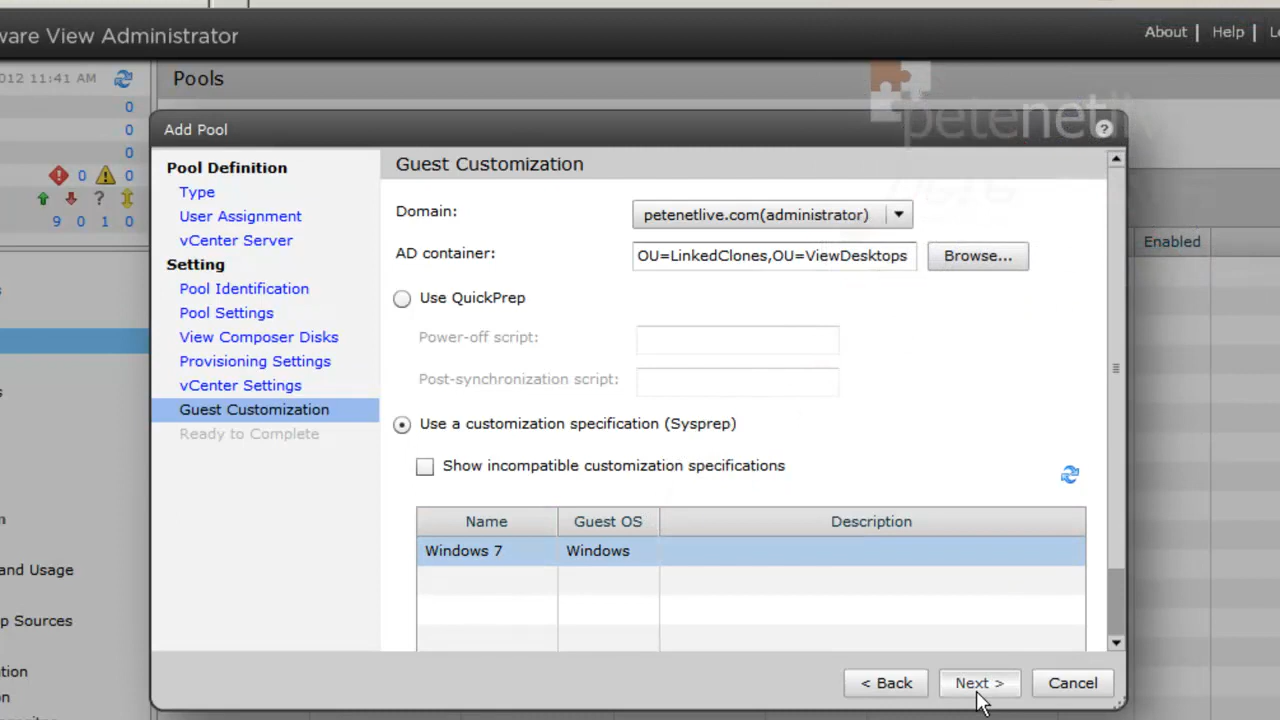 ware View Administrator
About | Help | L
012 11:41 AM
Pools
0
0
0
0 0
9 0 1 0
petenetlive
Add Pool
?
Pool Definition
Type
User Assignment
vCenter Server
Setting
Pool Identification
Pool Settings
View Composer Disks
Provisioning Settings
vCenter Settings
Guest Customization
Ready to Complete
Guest Customization
Domain:
petenetlive.com(administrator)
AD container:
OU=LinkedClones,OU=ViewDesktops
Browse...
Use QuickPrep
Power-off script:
Post-synchronization script:
Use a customization specification (Sysprep)
Show incompatible customization specifications
Name Guest OS Description
Windows 7 Windows
< Back
Next >
Cancel
Enabled
n
and Usage
p Sources
tion
n